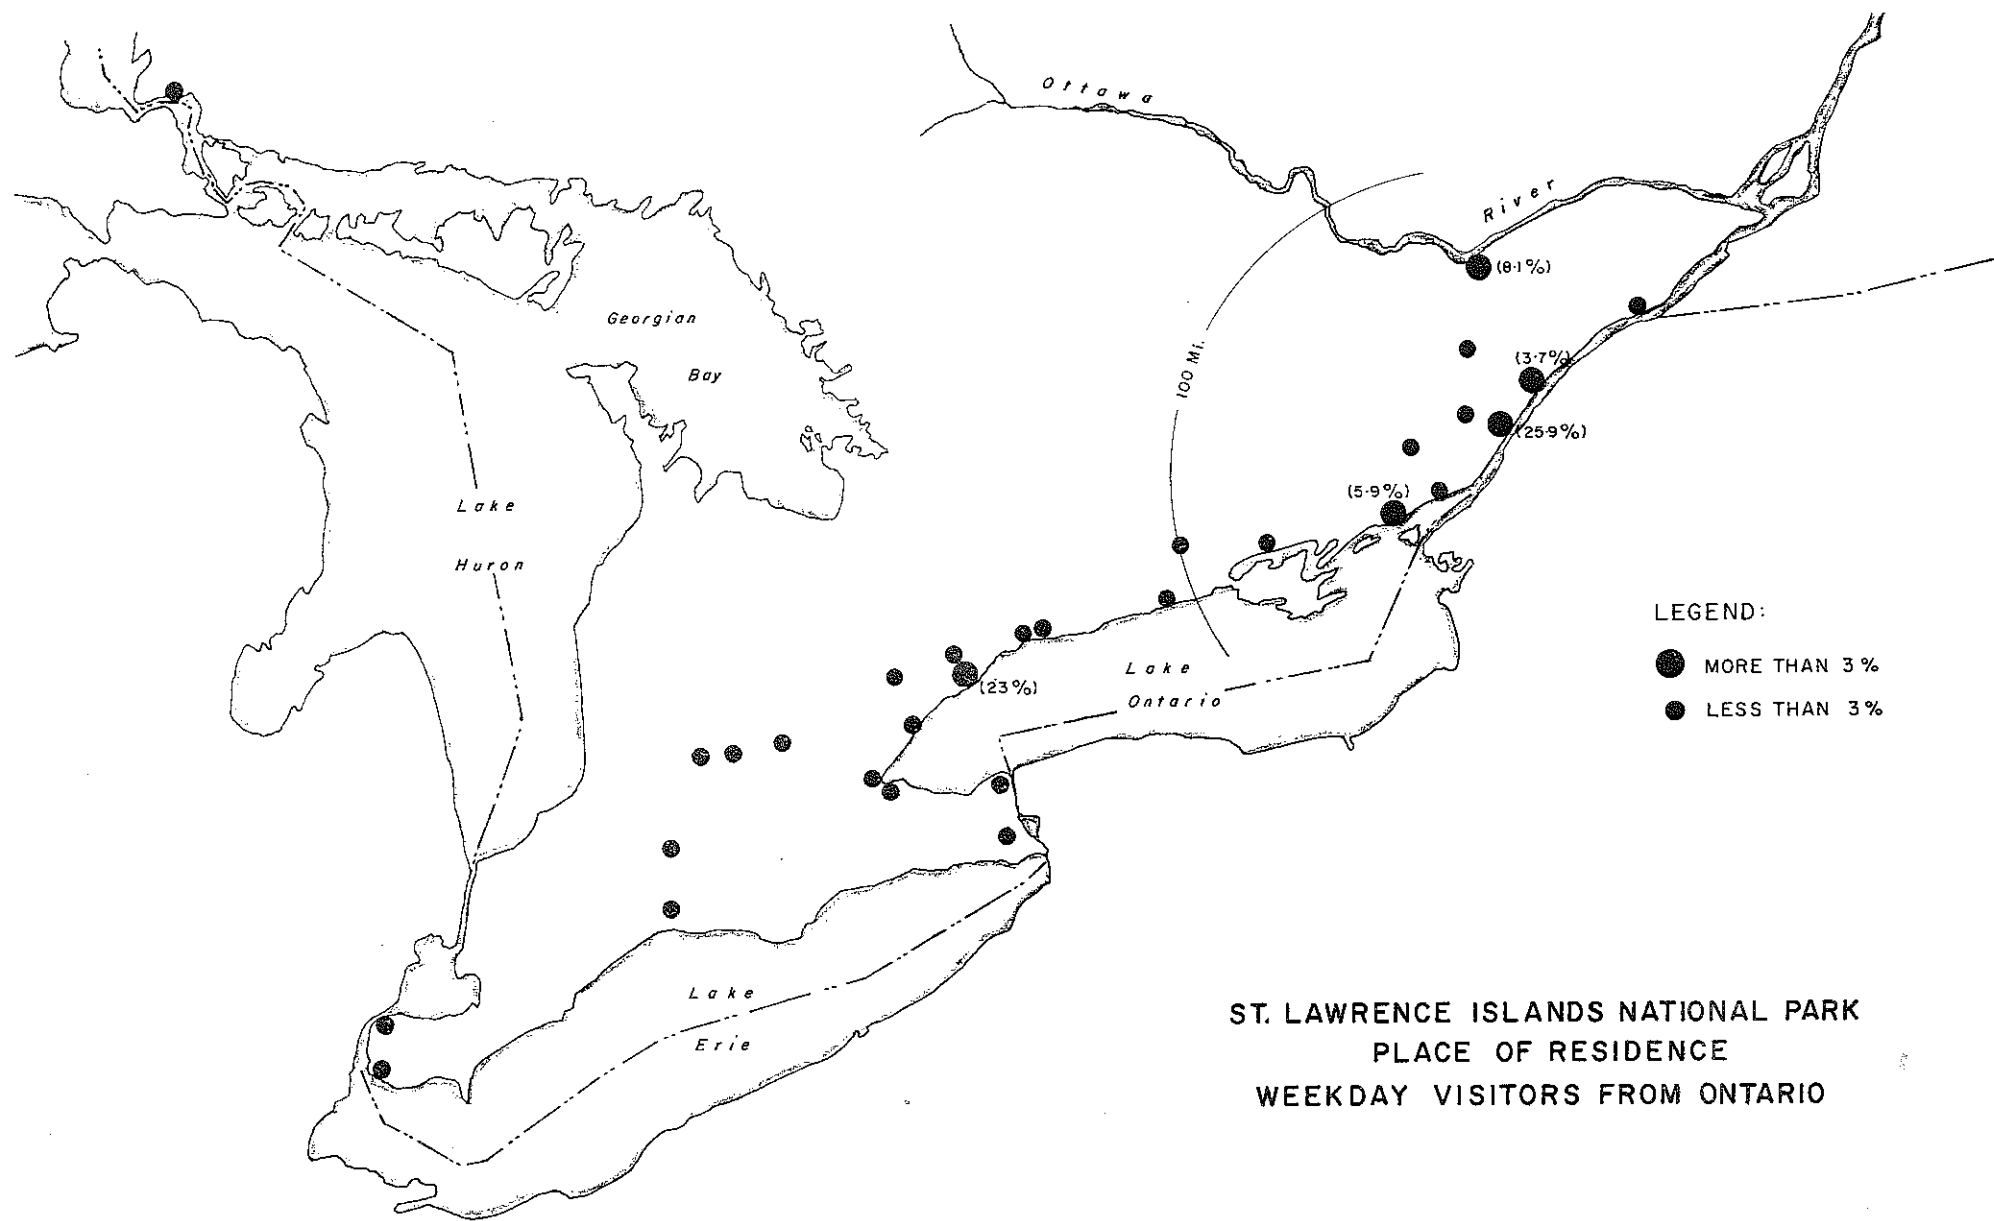 Ottawa
River
(8.1%)
Georgian
Bay
100 Mi.
(3.7%)
(25.9%)
(5.9%)
Lake
Huron
Lake
Ontario
(23%)
LEGEND:
MORE THAN 3%
LESS THAN 3%
Lake
Erie
ST. LAWRENCE ISLANDS NATIONAL PARK
PLACE OF RESIDENCE
WEEKDAY VISITORS FROM ONTARIO